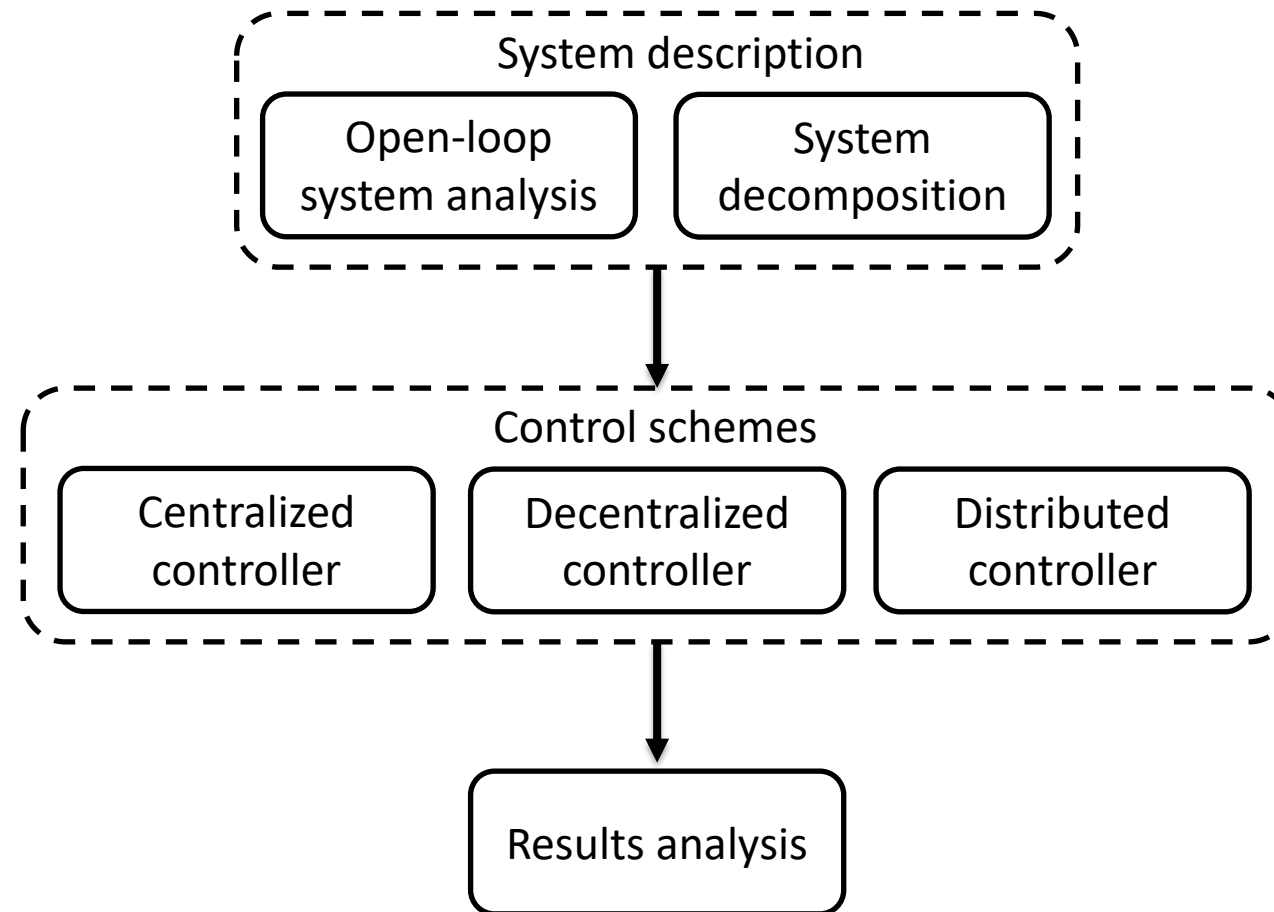 System description
Open-loop
system analysis
System
decomposition
Control schemes
Centralized
controller
Decentralized
controller
Distributed
controller
Results analysis